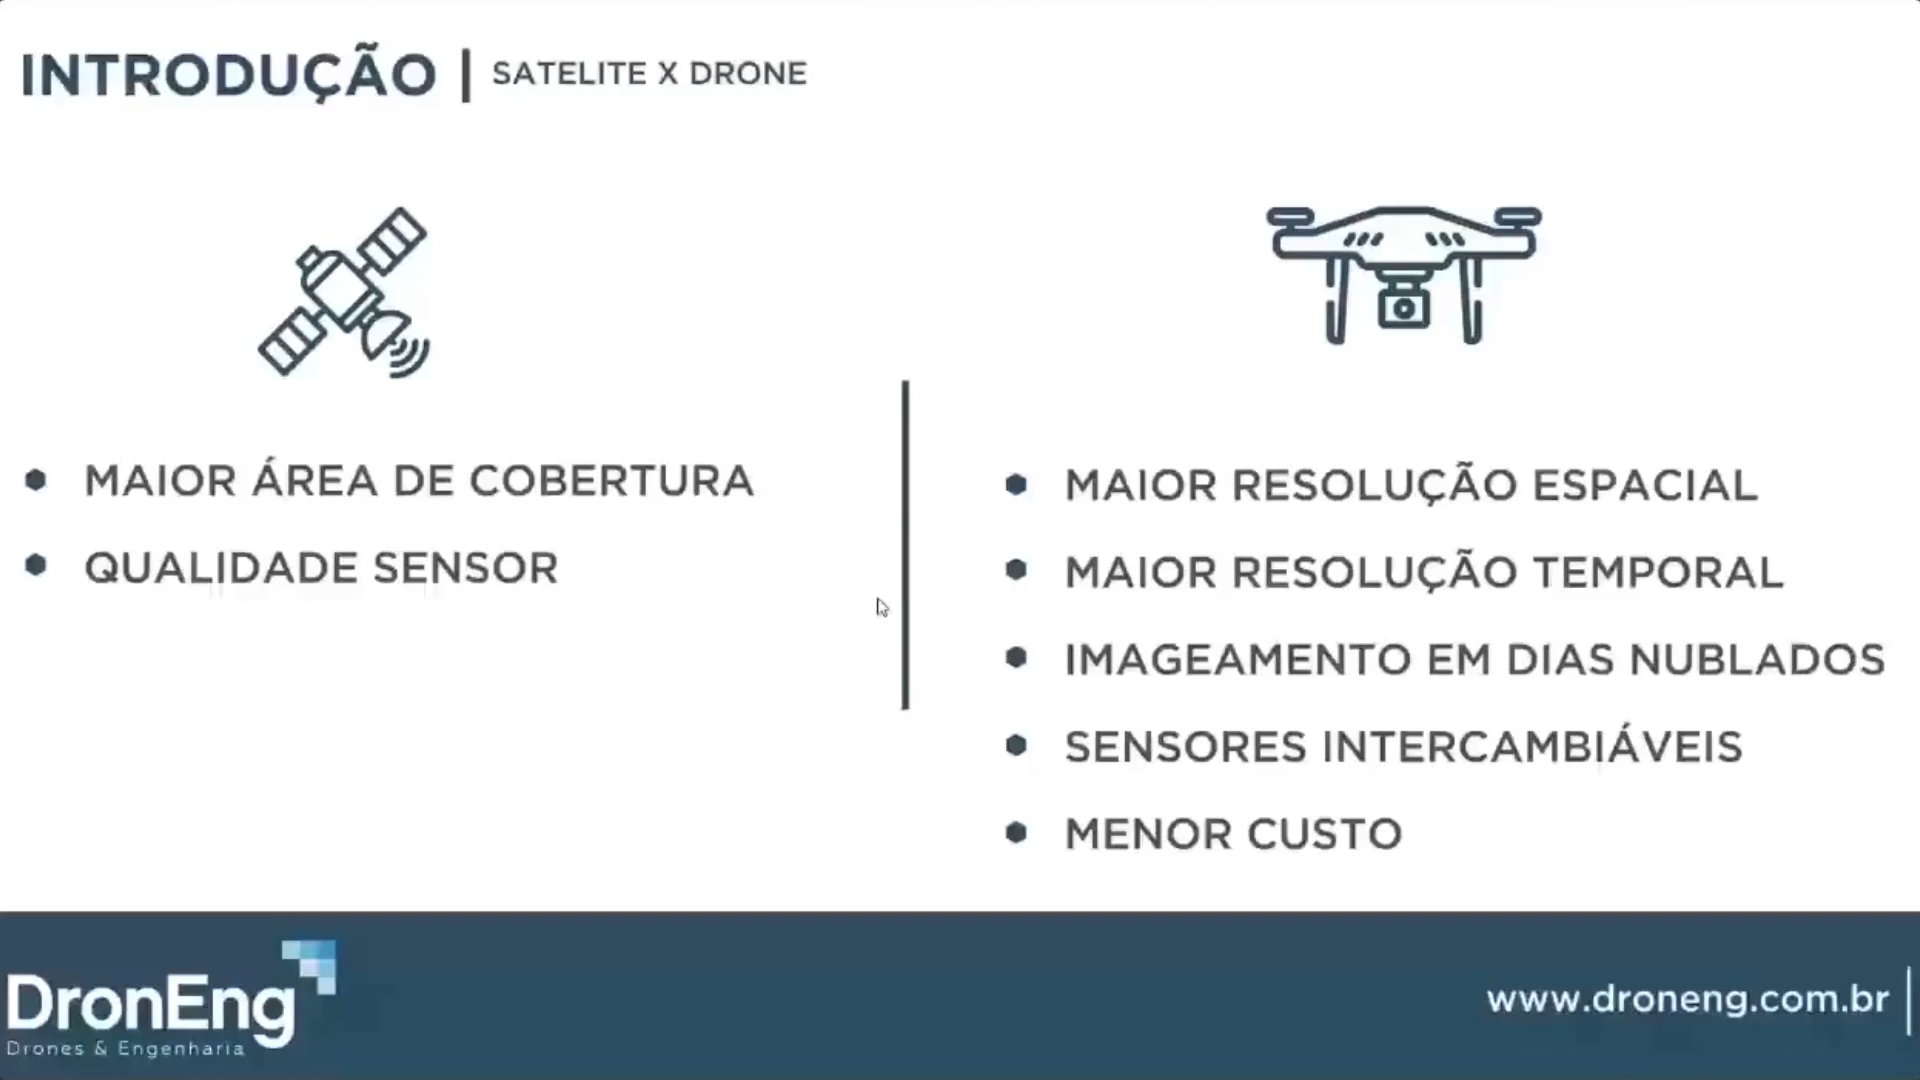 INTRODUÇÃO | SATELITE X DRONE
MAIOR ÁREA DE COBERTURA
QUALIDADE SENSOR
MAIOR RESOLUÇÃO ESPACIAL
MAIOR RESOLUÇÃO TEMPORAL
IMAGEAMENTO EM DIAS NUBLADOS
SENSORES INTERCAMBIÁVEIS
MENOR CUSTO
DronEng
Drones & Engenharia
www.droneng.com.br